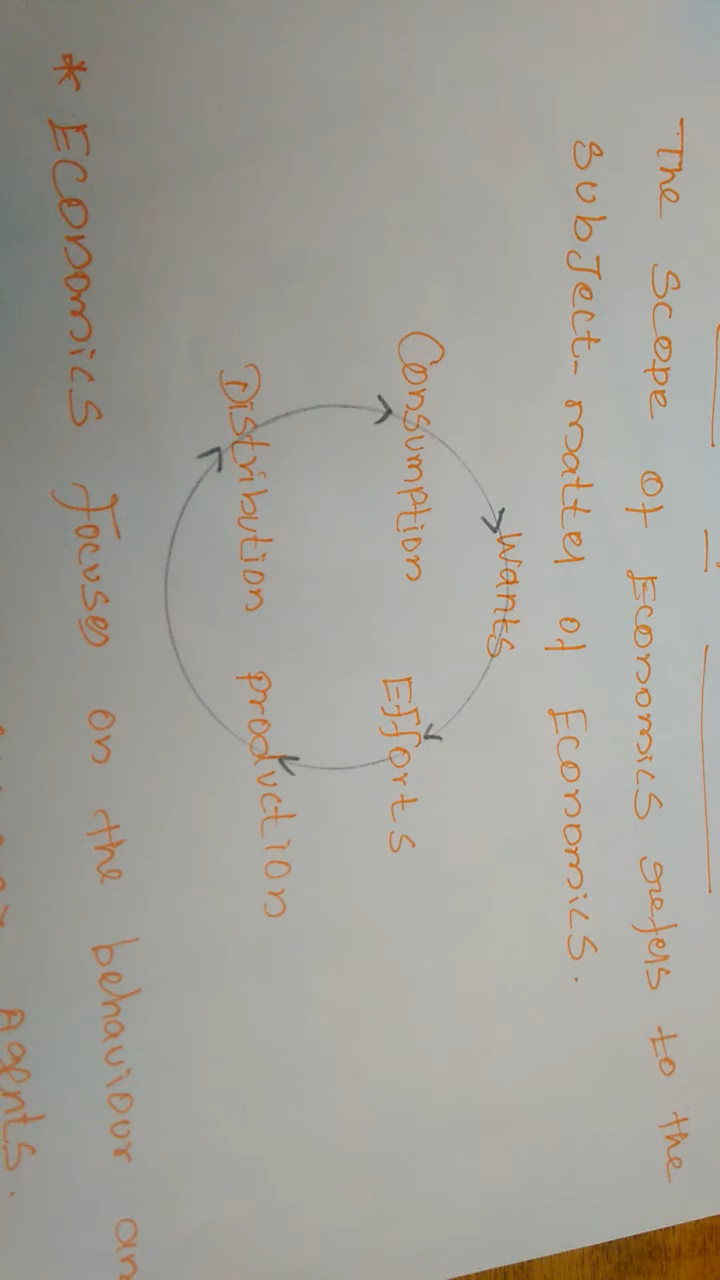 The Scope of Economics refers to the
subject-matter of Economics.
Wants
Consumption Efforts
Distribution production
* Economics focuses on the behaviour an
Agents.